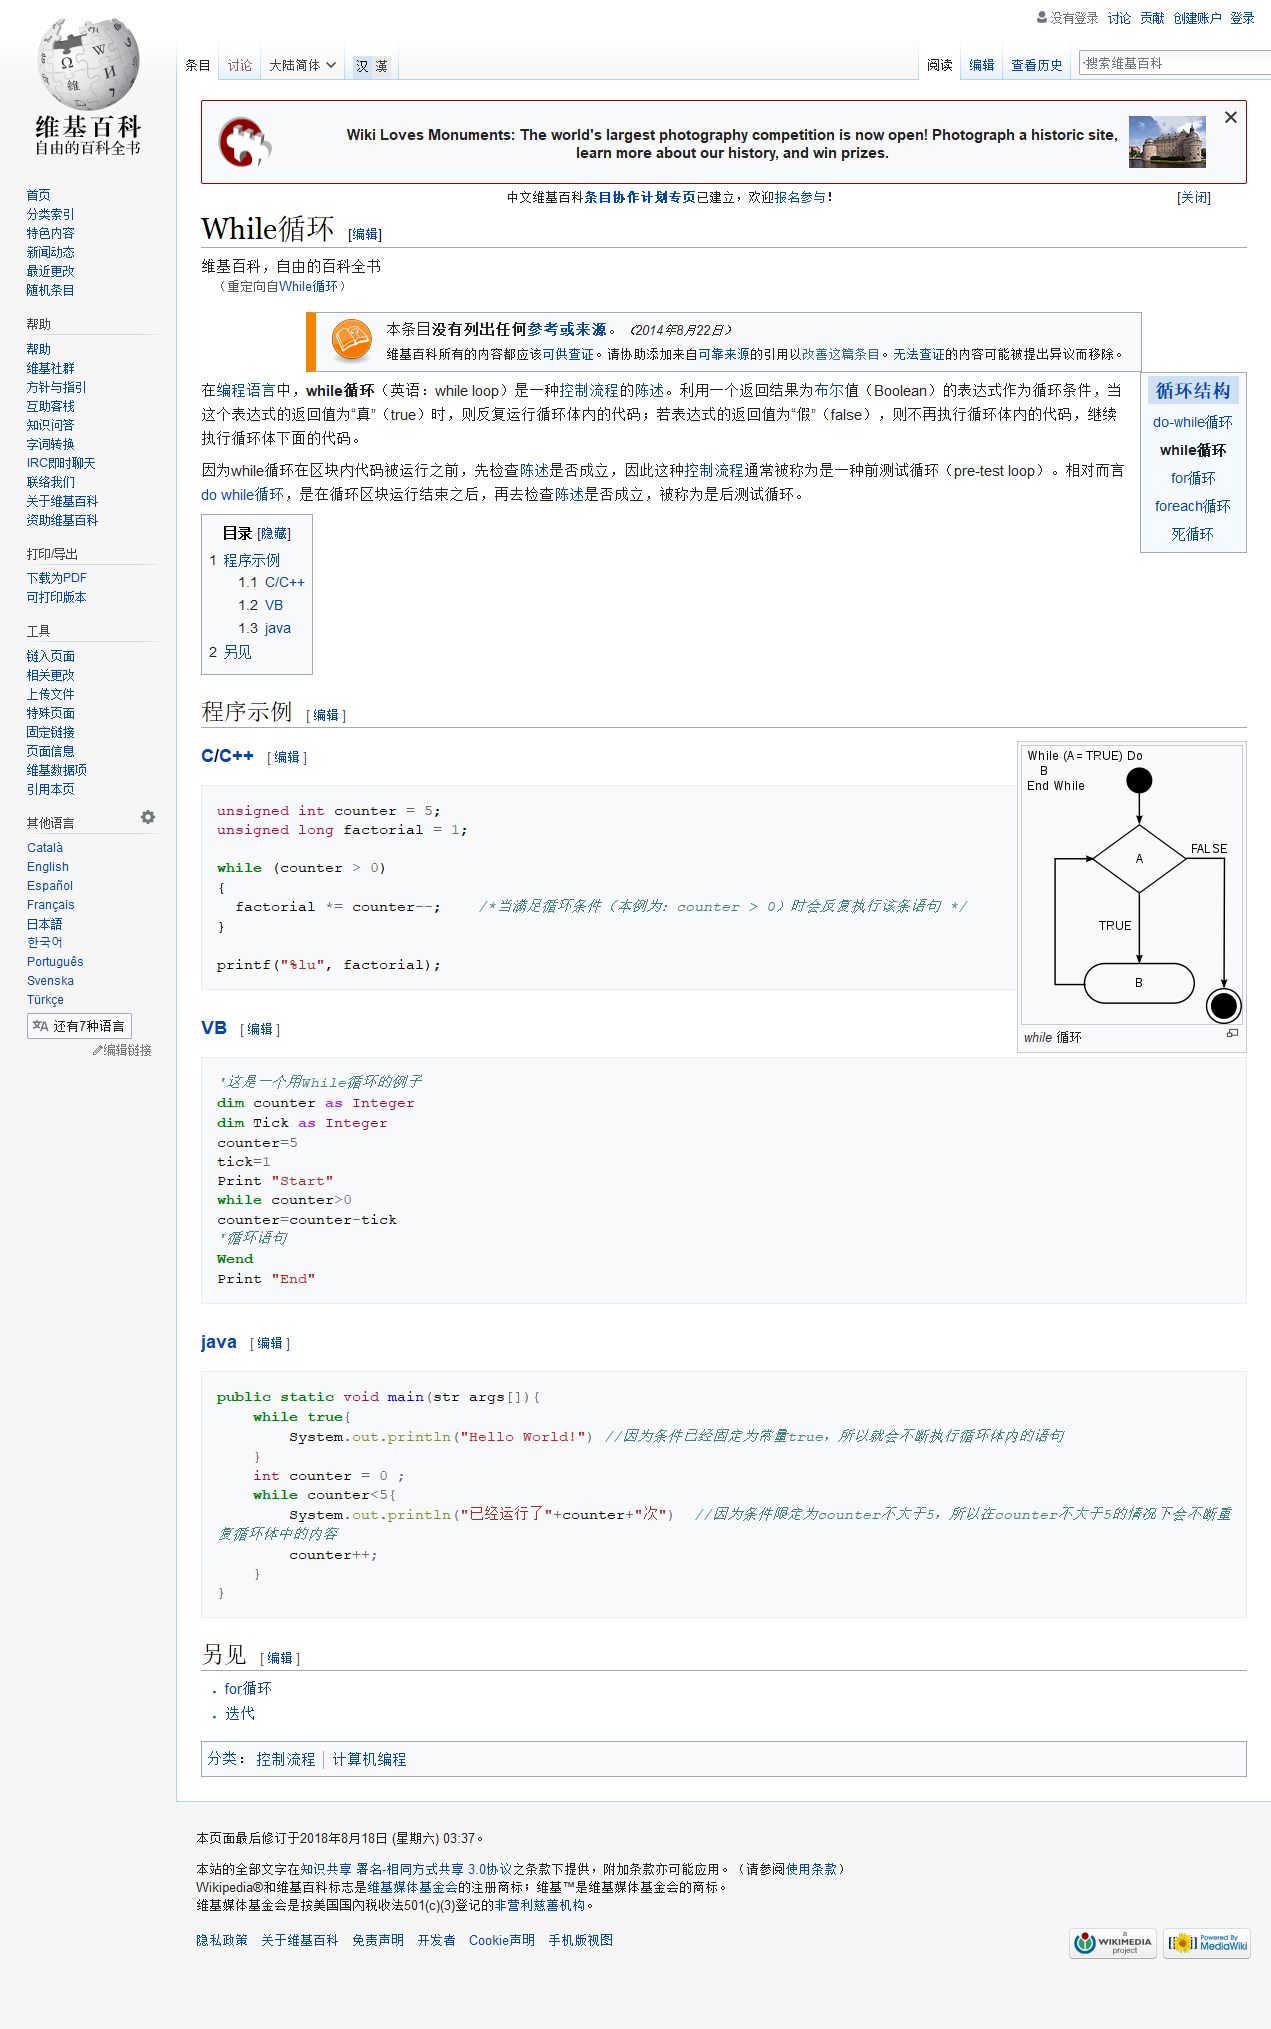 没有登录 讨论 贡献 创建账户 登录
条目 讨论 大陆简体 汉 漢 阅读 编辑 查看历史 搜索维基百科
维基百科
自由的百科全书
Wiki Loves Monuments: The world's largest photography competition is now open! Photograph a historic site,
learn more about our history, and win prizes.
中文维基百科条目协作计划专页已建立，欢迎报名参与！ [关闭]
首页
分类索引
特色内容
新闻动态
最近更改
随机条目
帮助
帮助
维基社群
方针与指引
互助客栈
知识问答
字词转换
IRC即时聊天
联络我们
关于维基百科
资助维基百科
打印/导出
下载为PDF
可打印版本
工具
链入页面
相关更改
上传文件
特殊页面
固定链接
页面信息
维基数据项
引用本页
其他语言
Català
English
Español
Français
日本語
한국어
Português
Svenska
Türkçe
还有7种语言
编辑链接
While循环 [编辑]
维基百科，自由的百科全书
（重定向自While循环）
本条目没有列出任何参考或来源。（2014年8月22日）
维基百科所有的内容都应该可供查证。请协助添加来自可靠来源的引用以改善这篇条目。无法查证的内容可能被提出异议而移除。
循环结构
do-while循环
while循环
for循环
foreach循环
死循环
在编程语言中，while循环（英语：while loop）是一种控制流程的陈述。利用一个返回结果为布尔值（Boolean）的表达式作为循环条件，当
这个表达式的返回值为“真”（true）时，则反复运行循环体内的代码；若表达式的返回值为“假”（false），则不再执行循环体内的代码，继续
执行循环体下面的代码。
因为while循环在区块内代码被运行之前，先检查陈述是否成立，因此这种控制流程通常被称为是一种前测试循环（pre-test loop）。相对而言
do while循环，是在循环区块运行结束之后，再去检查陈述是否成立，被称为是后测试循环。
目录 [隐藏]
1 程序示例
1.1 C/C++
1.2 VB
1.3 java
2 另见
程序示例 [ 编辑 ]
C/C++ [ 编辑 ]
unsigned int counter = 5;
unsigned long factorial = 1;
while (counter > 0)
{
factorial *= counter--; /*当满足循环条件（本例为：counter > 0）时会反复执行该条语句 */
}
printf("%lu", factorial);
While (A = TRUE) Do
B
End While
A
FALSE
TRUE
B
while 循环
VB [ 编辑 ]
'这是一个用While循环的例子
dim counter as Integer
dim Tick as Integer
counter=5
tick=1
Print "Start"
while counter>0
counter=counter-tick
'循环语句
Wend
Print "End"
java [ 编辑 ]
public static void main(str args[]){
while true{
System.out.println("Hello World!") //因为条件已经固定为常量true，所以就会不断执行循环体内的语句
}
int counter = 0 ;
while counter<5{
System.out.println("已经运行了"+counter+"次") //因为条件限定为counter不大于5，所以在counter不大于5的情况下会不断重
复循环体中的内容
counter++;
}
}
另见 [ 编辑 ]
for循环
迭代
分类： 控制流程 计算机编程
本页面最后修订于2018年8月18日 (星期六) 03:37。
本站的全部文字在知识共享 署名-相同方式共享 3.0协议之条款下提供，附加条款亦可能应用。（请参阅使用条款）
Wikipedia®和维基百科标志是维基媒体基金会的注册商标；维基™是维基媒体基金会的商标。
维基媒体基金会是按美国国內税收法501(c)(3)登记的非营利慈善机构。
隐私政策 关于维基百科 免责声明 开发者 Cookie声明 手机版视图
a
WIKIMEDIA
project
Powered By
MediaWiki